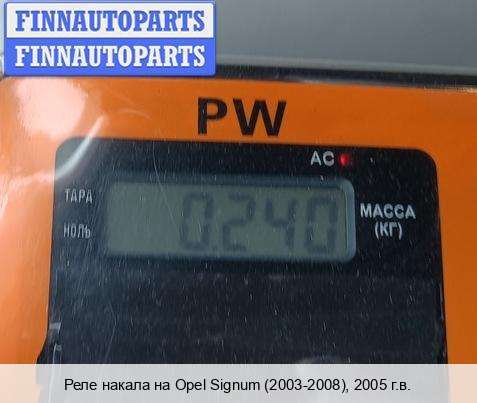 FINNAUTOPARTS
FINNAUTOPARTS
PW
AC
ТАРА
0.240
НОЛЬ
МАССА
(КГ)
Реле накала на Opel Signum (2003-2008), 2005 г.в.